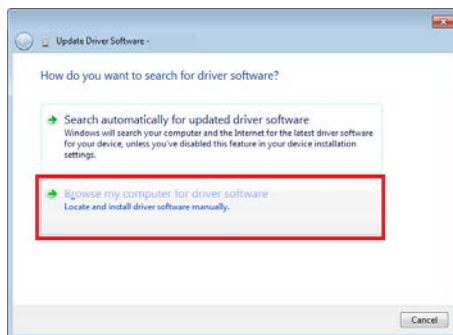 Update Driver Software -
How do you want to search for driver software?
Search automatically for updated driver software
Windows will search your computer and the Internet for the latest driver software
for your device, unless you've disabled this feature in your device installation
settings.
Browse my computer for driver software
Locate and install driver software manually.
Cancel